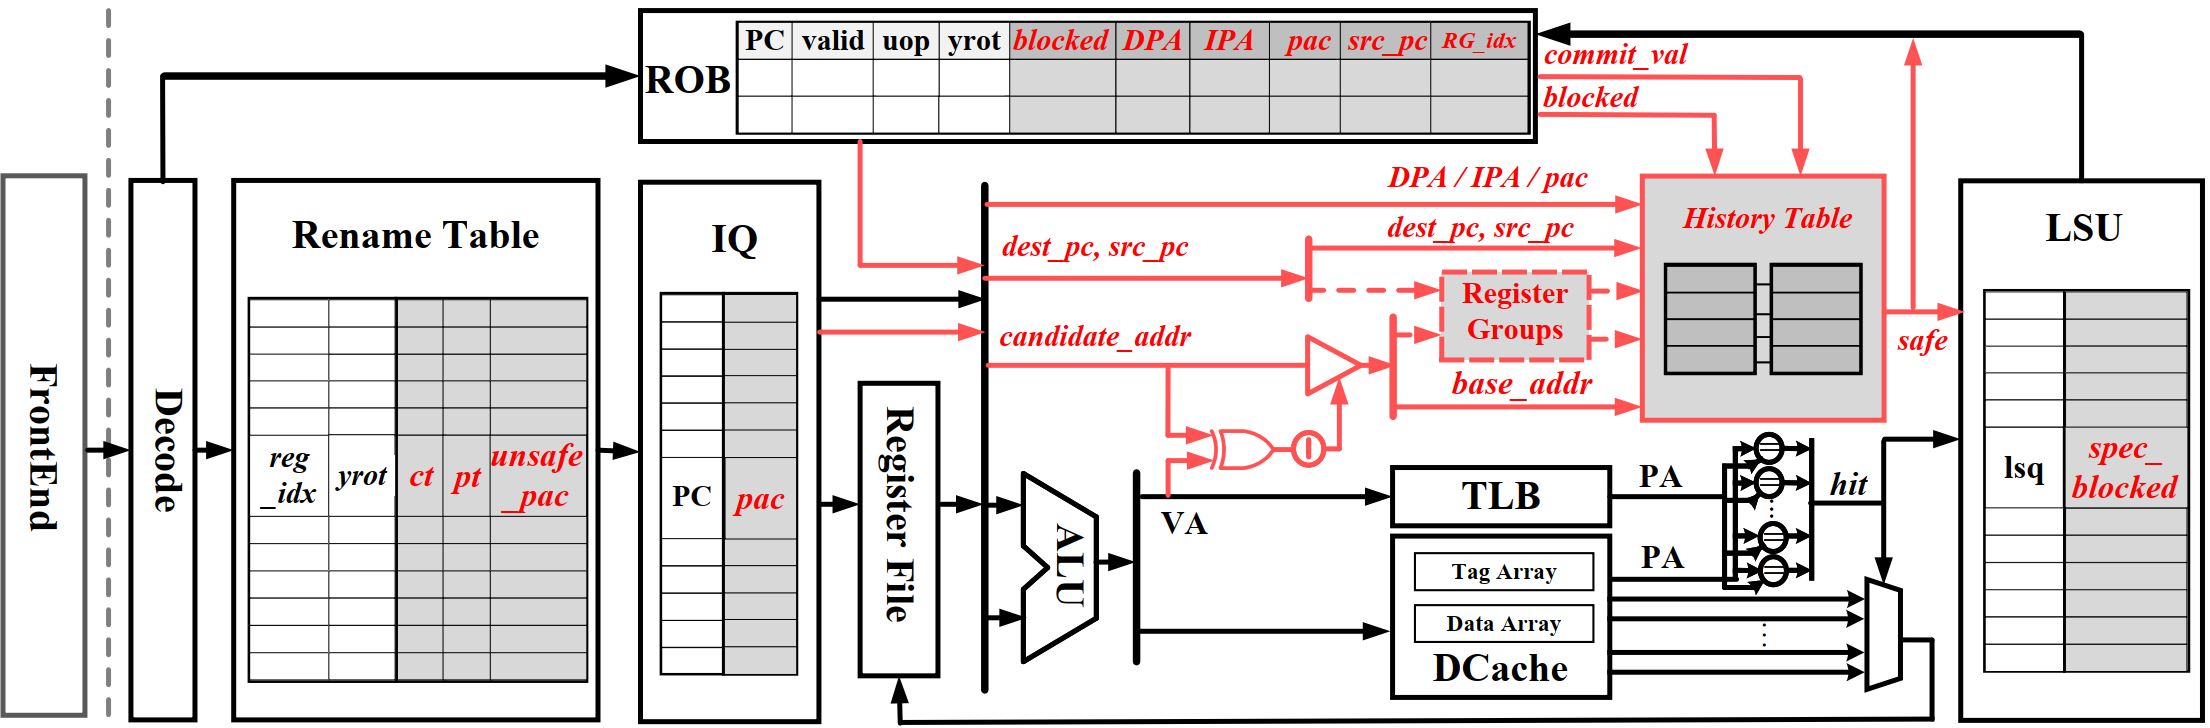 ROB
PC valid uop yrot blocked DPA IPA pac src_pc RG_idx
commit_val
blocked
FrontEnd
Decode
Rename Table
reg
_idx
yrot
ct
pt
unsafe
_pac
IQ
PC
pac
Register File
dest_pc, src_pc
candidate_addr
DPA / IPA / pac
dest_pc, src_pc
Register
Groups
base_addr
History Table
safe
ALU
VA
TLB
PA
PA
Tag Array
Data Array
DCache
hit
LSU
lsq
spec_
blocked